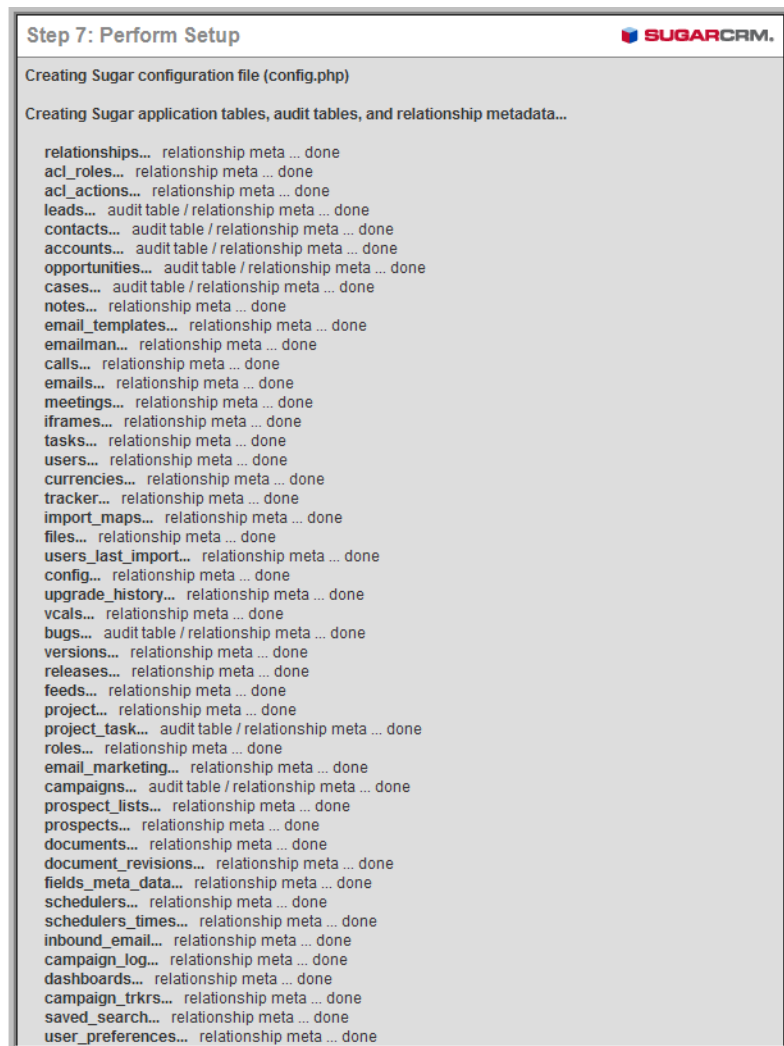 Step 7: Perform Setup
SUGARCRM.
Creating Sugar configuration file (config.php)
Creating Sugar application tables, audit tables, and relationship metadata...
relationships... relationship meta ... done
acl_roles... relationship meta ... done
acl_actions... relationship meta ... done
leads... audit table / relationship meta ... done
contacts... audit table / relationship meta ... done
accounts... audit table / relationship meta ... done
opportunities... audit table / relationship meta ... done
cases... audit table / relationship meta ... done
notes... relationship meta ... done
email_templates... relationship meta ... done
emailman... relationship meta ... done
calls... relationship meta ... done
emails... relationship meta ... done
meetings... relationship meta ... done
iframes... relationship meta ... done
tasks... relationship meta ... done
users... relationship meta ... done
currencies... relationship meta ... done
tracker... relationship meta ... done
import_maps... relationship meta ... done
files... relationship meta ... done
users_last_import... relationship meta ... done
config... relationship meta ... done
upgrade_history... relationship meta ... done
vcals... relationship meta ... done
bugs... audit table / relationship meta ... done
versions... relationship meta ... done
releases... relationship meta ... done
feeds... relationship meta ... done
project... relationship meta ... done
project_task... audit table / relationship meta ... done
roles... relationship meta ... done
email_marketing... relationship meta ... done
campaigns... audit table / relationship meta ... done
prospect_lists... relationship meta ... done
prospects... relationship meta ... done
documents... relationship meta ... done
document_revisions... relationship meta ... done
fields_meta_data... relationship meta ... done
schedulers... relationship meta ... done
schedulers_times... relationship meta ... done
inbound_email... relationship meta ... done
campaign_log... relationship meta ... done
dashboards... relationship meta ... done
campaign_trkrs... relationship meta ... done
saved_search... relationship meta ... done
user_preferences... relationship meta ... done